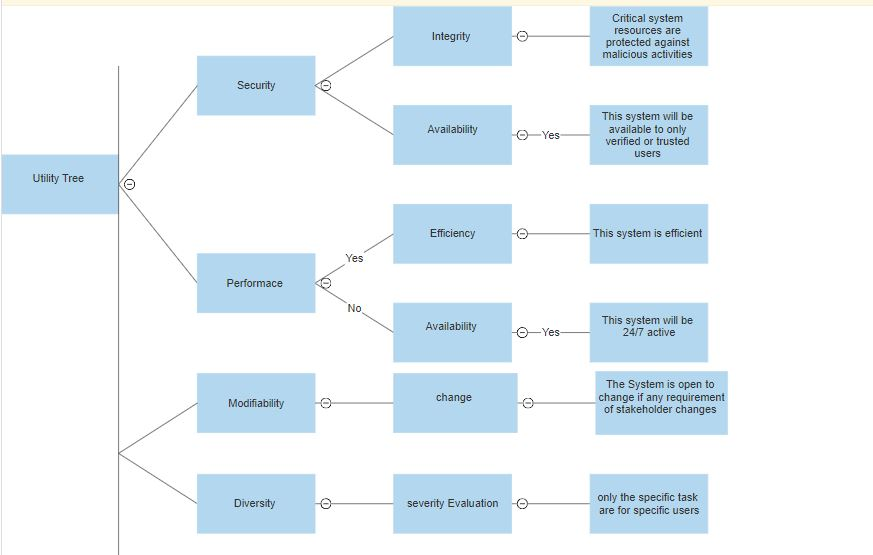 Utility Tree
Security
Integrity
Critical system
resources are
protected against
malicious activities
Availability
Yes
This system will be
available to only
verified or trusted
users
Performace
Yes
Efficiency
This system is efficient
No
Availability
Yes
This system will be
24/7 active
Modifiability
change
The System is open to
change if any requirement
of stakeholder changes
Diversity
severity Evaluation
only the specific task
are for specific users